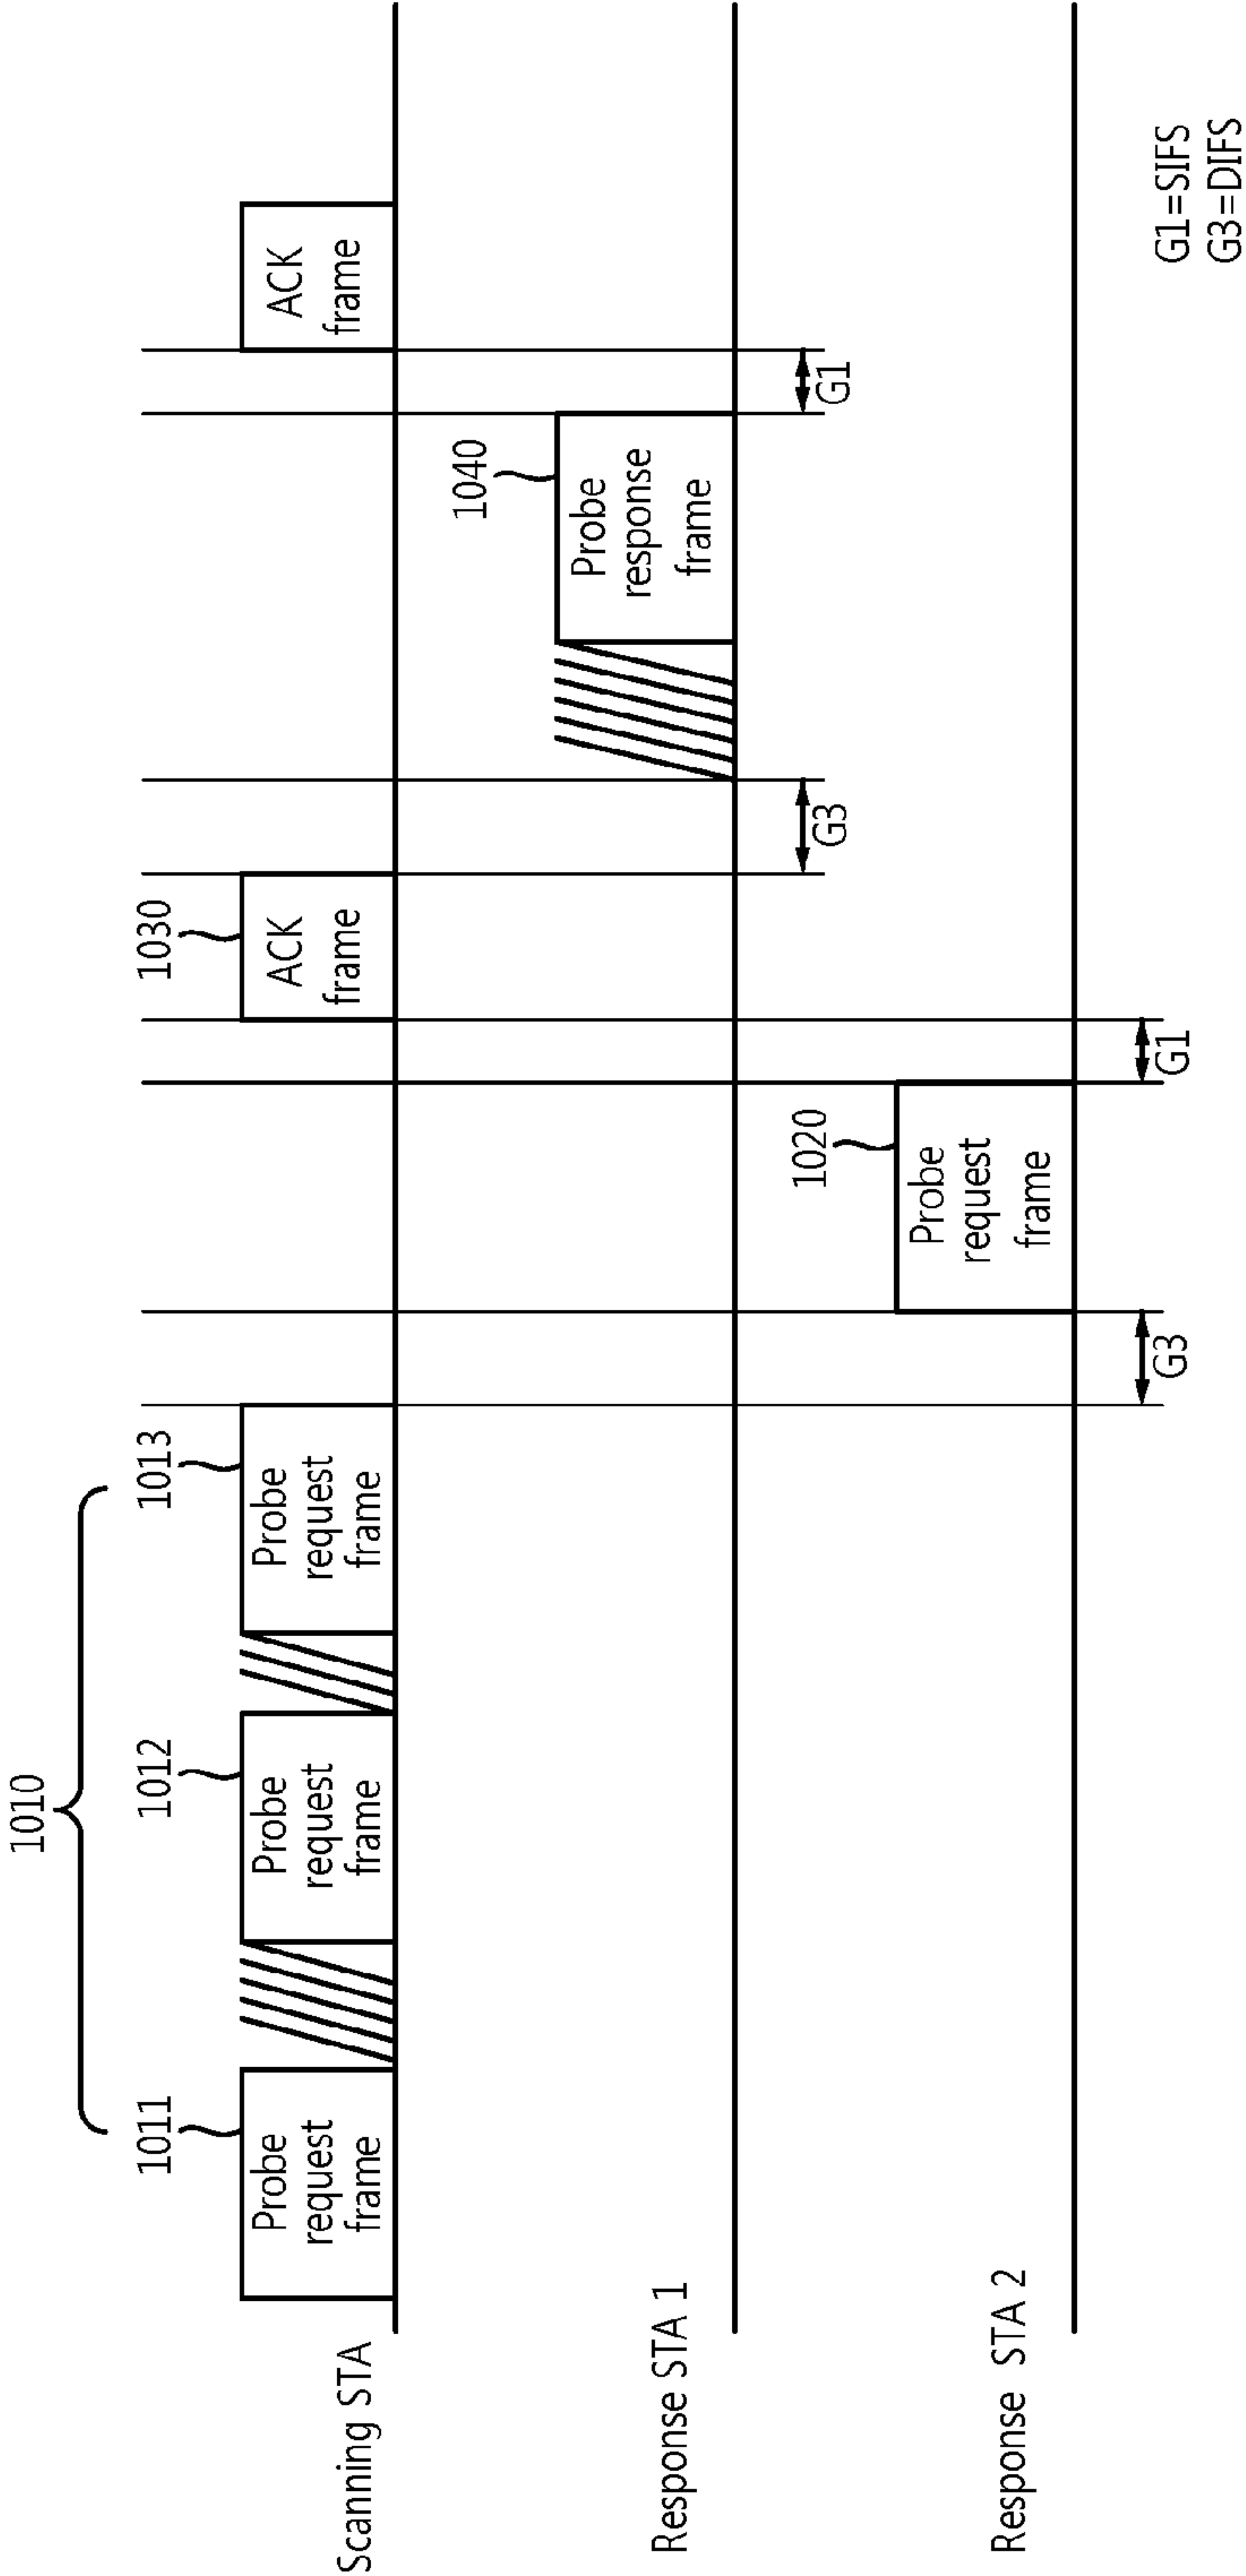 1010
1011
1012
1013
1030
Scanning STA
Probe
request
frame
Probe
request
frame
Probe
request
frame
ACK
frame
ACK
frame
1040
Response STA 1
Probe
response
frame
G3
G1
1020
Response STA 2
Probe
request
frame
G3
G1
G1=SIFS
G3=DIFS